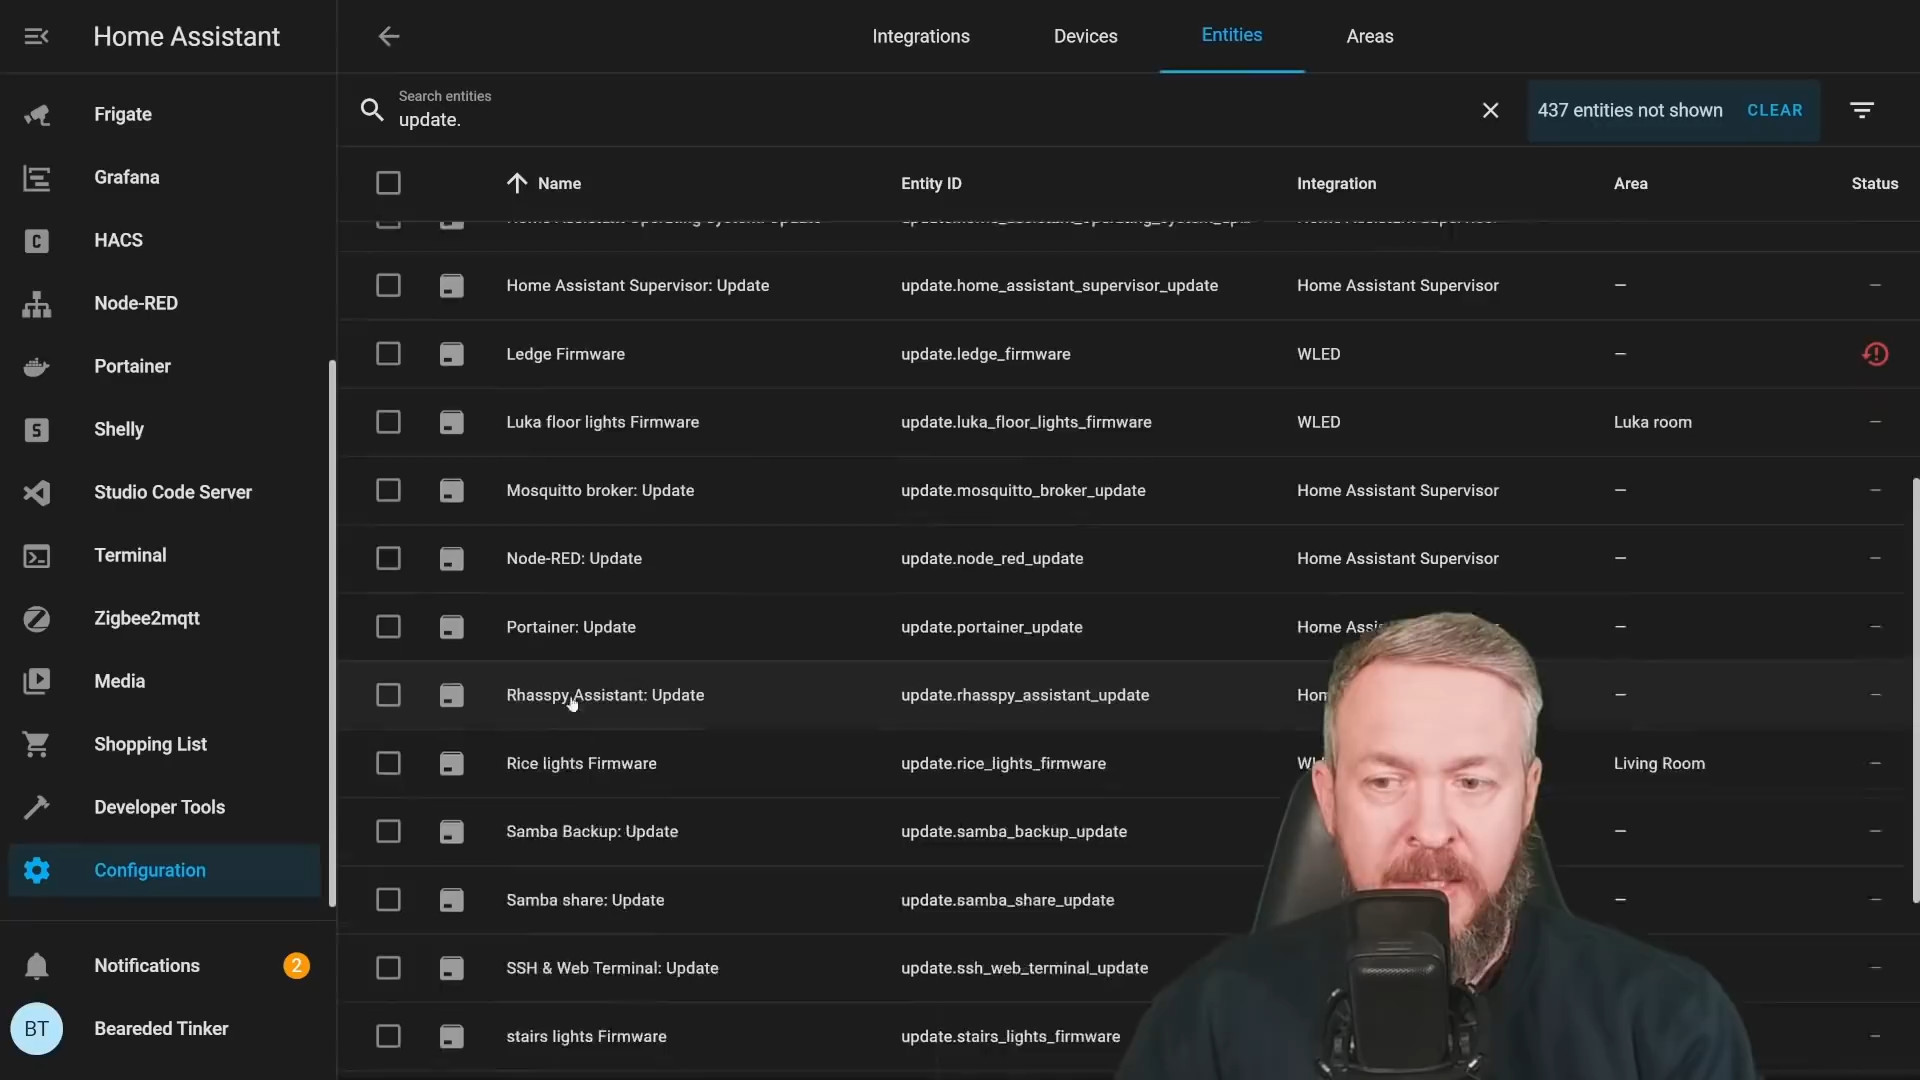 Home Assistant
Integrations
Devices
Entities
Areas
Frigate
Grafana
HACS
Node-RED
Portainer
Shelly
Studio Code Server
Terminal
Zigbee2mqtt
Media
Shopping List
Developer Tools
Configuration
Notifications 2
BT Bearded Tinker
Search entities
update.
437 entities not shown CLEAR
Name Entity ID Integration Area Status
Home Assistant Supervisor: Update update.home_assistant_supervisor_update Home Assistant Supervisor —
Ledge Firmware update.ledge_firmware WLED —
Luka floor lights Firmware update.luka_floor_lights_firmware WLED Luka room —
Mosquitto broker: Update update.mosquitto_broker_update Home Assistant Supervisor — —
Node-RED: Update update.node_red_update Home Assistant Supervisor — —
Portainer: Update update.portainer_update Home — —
Rhasspy Assistant: Update update.rhasspy_assistant_update — —
Rice lights Firmware update.rice_lights_firmware Living Room —
Samba Backup: Update update.samba_backup_update — —
Samba share: Update update.samba_share_update — —
SSH & Web Terminal: Update update.ssh_web_terminal_update —
stairs lights Firmware update.stairs_lights_firmware —